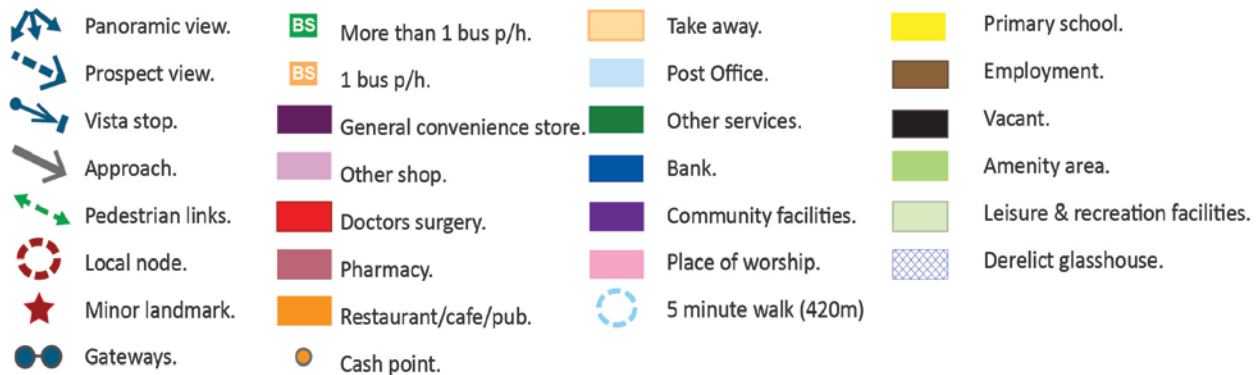 Panoramic view.
Prospect view.
Vista stop.
Approach.
Pedestrian links.
Local node.
Minor landmark.
Gateways.
BS More than 1 bus p/h.
BS 1 bus p/h.
General convenience store.
Other shop.
Doctors surgery.
Pharmacy.
Restaurant/cafe/pub.
Cash point.
Take away.
Post Office.
Other services.
Bank.
Community facilities.
Place of worship.
5 minute walk (420m)
Primary school.
Employment.
Vacant.
Amenity area.
Leisure & recreation facilities.
Derelict glasshouse.